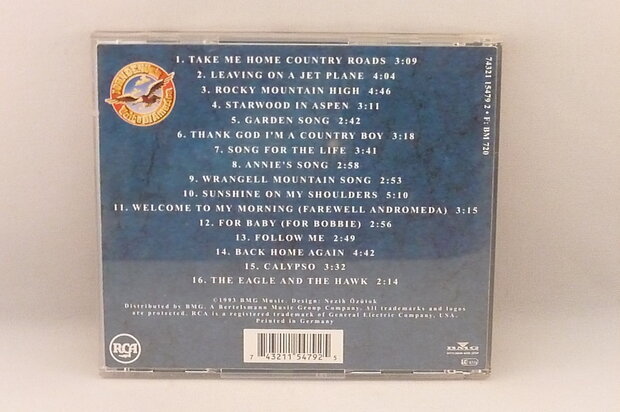 1. TAKE ME HOME COUNTRY ROADS 3:09
2. LEAVING ON A JET PLANE 4:04
3. ROCKY MOUNTAIN HIGH 4:46
4. STARWOOD IN ASPEN 3:11
5. GARDEN SONG 2:42
6. THANK GOD I'M A COUNTRY BOY 3:18
7. SONG FOR THE LIFE 3:41
8. ANNIE'S SONG 2:58
9. WRANGELL MOUNTAIN SONG 2:53
10. SUNSHINE ON MY SHOULDERS 5:10
11. WELCOME TO MY MORNING (FAREWELL ANDROMEDA) 3:15
12. FOR BABY (FOR BOBBIE) 2:56
13. FOLLOW ME 2:49
14. BACK HOME AGAIN 4:42
15. CALYPSO 3:32
16. THE EAGLE AND THE HAWK 2:14
©1993 BMG Music. Design: Nezih Özütok
Distributed by BMG. A Bertelsmann Music Group Company. All trademarks and logos
are protected. RCA is a registered trademark of General Electric Company, USA.
Printed in Germany
74321 15479 2 • F: BM 720
RCA
7 43211 54792 5
BMG